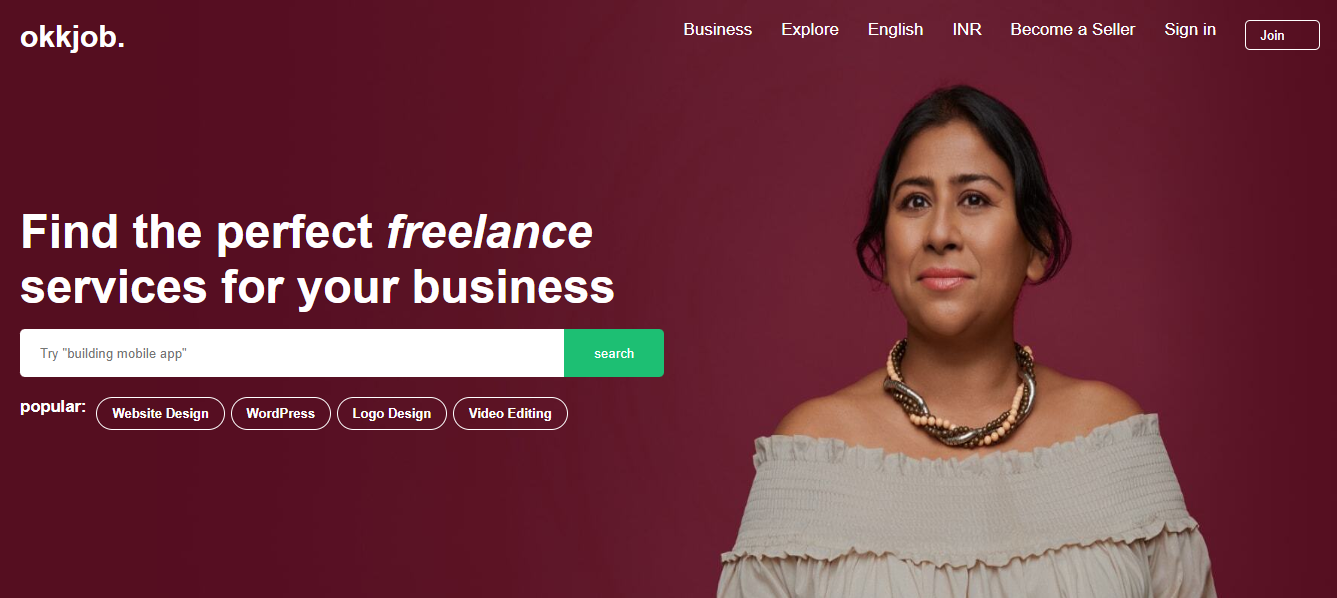 okkjob.
Business Explore English INR Become a Seller Sign in Join
Find the perfect freelance
services for your business
Try "building mobile app" search
popular: Website Design WordPress Logo Design Video Editing